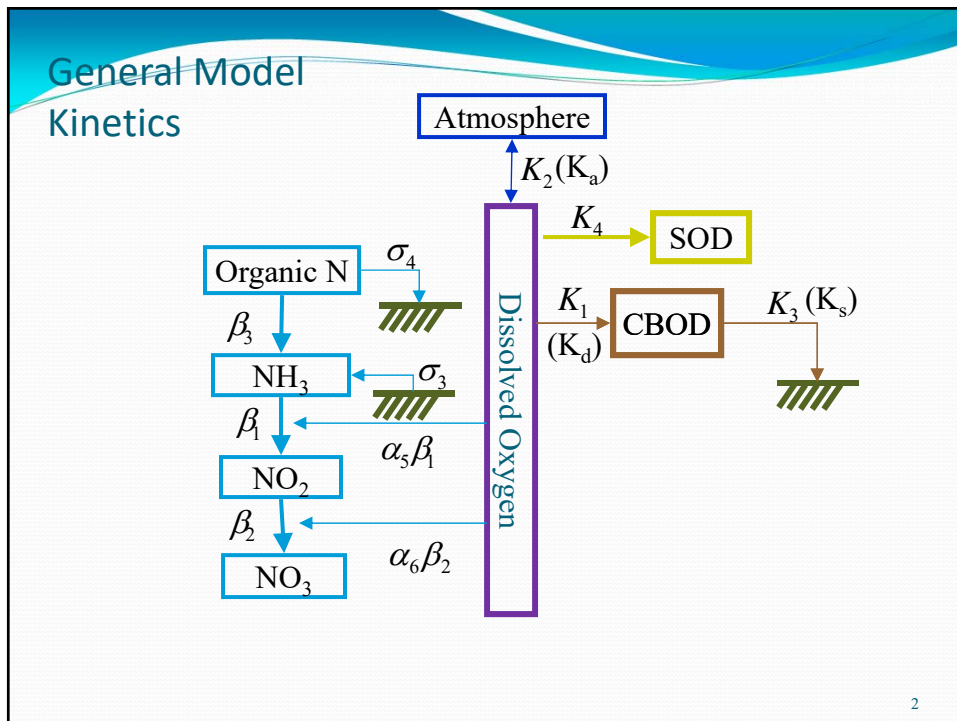 General Model
Kinetics
Atmosphere
K₂(Kₐ)
K₄
SOD
Organic N
σ₄
β₃
Dissolved Oxygen
K₁
(K_d)
CBOD
K₃(Kₛ)
NH₃
σ₃
β₁
α₅β₁
NO₂
β₂
α₆β₂
NO₃
2